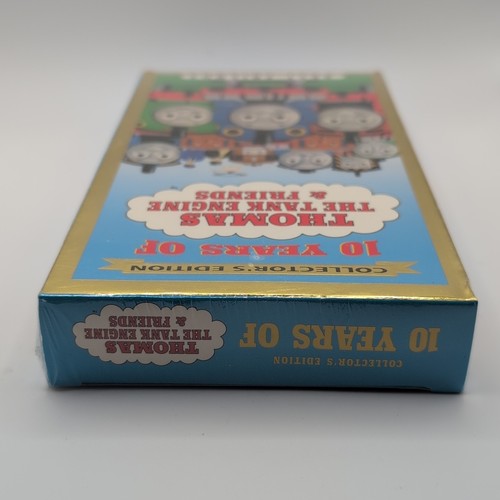 COLLECTOR'S EDITION
10 YEARS OF
THOMAS
THE TANK ENGINE
& FRIENDS
COLLECTOR'S EDITION
10 YEARS OF
THOMAS
THE TANK ENGINE
& FRIENDS